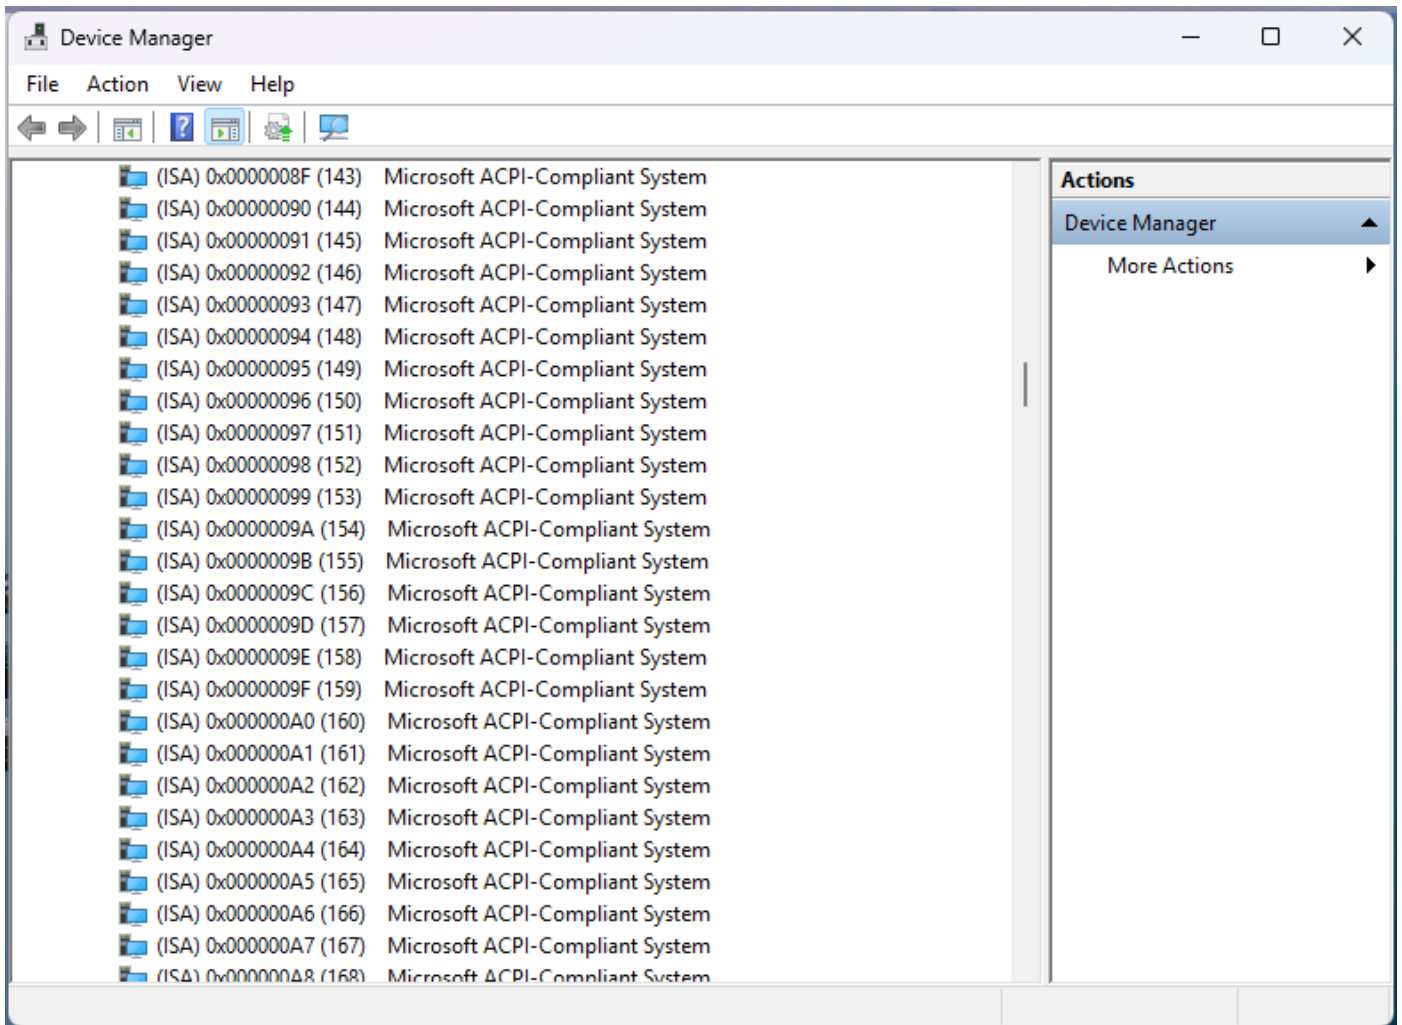 Device Manager
File Action View Help
(ISA) 0x0000008F (143) Microsoft ACPI-Compliant System
(ISA) 0x00000090 (144) Microsoft ACPI-Compliant System
(ISA) 0x00000091 (145) Microsoft ACPI-Compliant System
(ISA) 0x00000092 (146) Microsoft ACPI-Compliant System
(ISA) 0x00000093 (147) Microsoft ACPI-Compliant System
(ISA) 0x00000094 (148) Microsoft ACPI-Compliant System
(ISA) 0x00000095 (149) Microsoft ACPI-Compliant System
(ISA) 0x00000096 (150) Microsoft ACPI-Compliant System
(ISA) 0x00000097 (151) Microsoft ACPI-Compliant System
(ISA) 0x00000098 (152) Microsoft ACPI-Compliant System
(ISA) 0x00000099 (153) Microsoft ACPI-Compliant System
(ISA) 0x0000009A (154) Microsoft ACPI-Compliant System
(ISA) 0x0000009B (155) Microsoft ACPI-Compliant System
(ISA) 0x0000009C (156) Microsoft ACPI-Compliant System
(ISA) 0x0000009D (157) Microsoft ACPI-Compliant System
(ISA) 0x0000009E (158) Microsoft ACPI-Compliant System
(ISA) 0x0000009F (159) Microsoft ACPI-Compliant System
(ISA) 0x000000A0 (160) Microsoft ACPI-Compliant System
(ISA) 0x000000A1 (161) Microsoft ACPI-Compliant System
(ISA) 0x000000A2 (162) Microsoft ACPI-Compliant System
(ISA) 0x000000A3 (163) Microsoft ACPI-Compliant System
(ISA) 0x000000A4 (164) Microsoft ACPI-Compliant System
(ISA) 0x000000A5 (165) Microsoft ACPI-Compliant System
(ISA) 0x000000A6 (166) Microsoft ACPI-Compliant System
(ISA) 0x000000A7 (167) Microsoft ACPI-Compliant System
(ISA) 0x000000A8 (168) Microsoft ACPI-Compliant System
Actions
Device Manager
More Actions